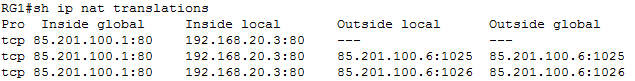 RG1#sh ip nat translations
Pro  Inside global      Inside local       Outside local      Outside global
tcp 85.201.100.1:80     192.168.20.3:80    ---                ---
tcp 85.201.100.1:80     192.168.20.3:80    85.201.100.6:1025  85.201.100.6:1025
tcp 85.201.100.1:80     192.168.20.3:80    85.201.100.6:1026  85.201.100.6:1026